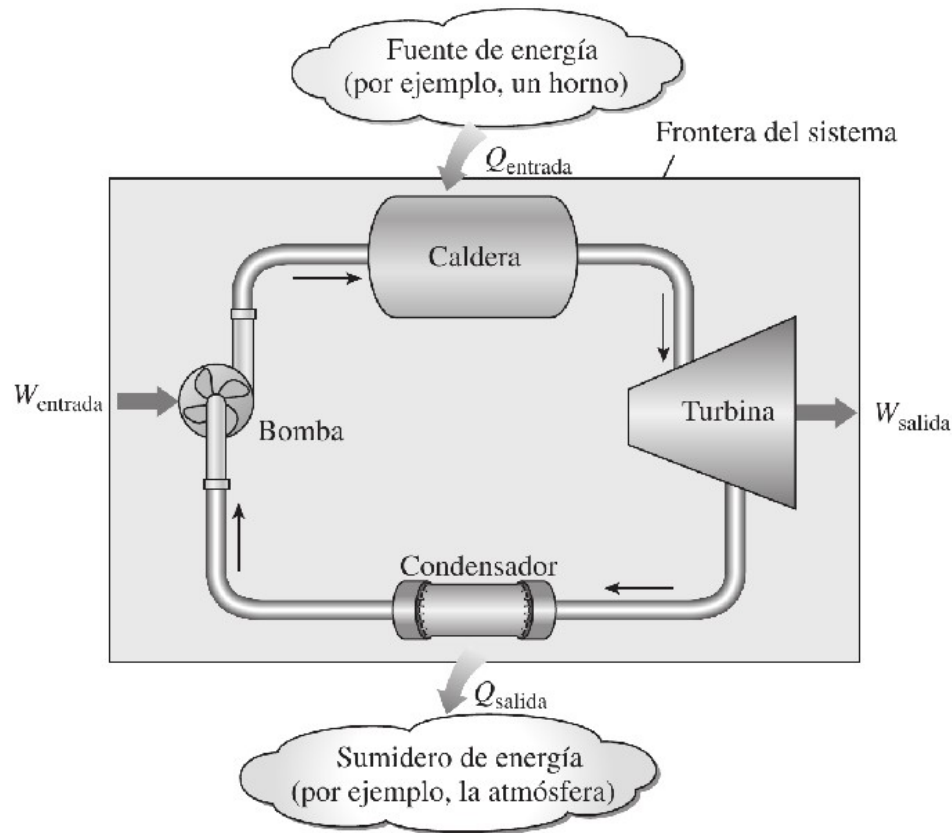 Fuente de energía
(por ejemplo, un horno)
Frontera del sistema
Qentrada
Caldera
Wentrada
Bomba
Turbina
Wsalida
Condensador
Qsalida
Sumidero de energía
(por ejemplo, la atmósfera)